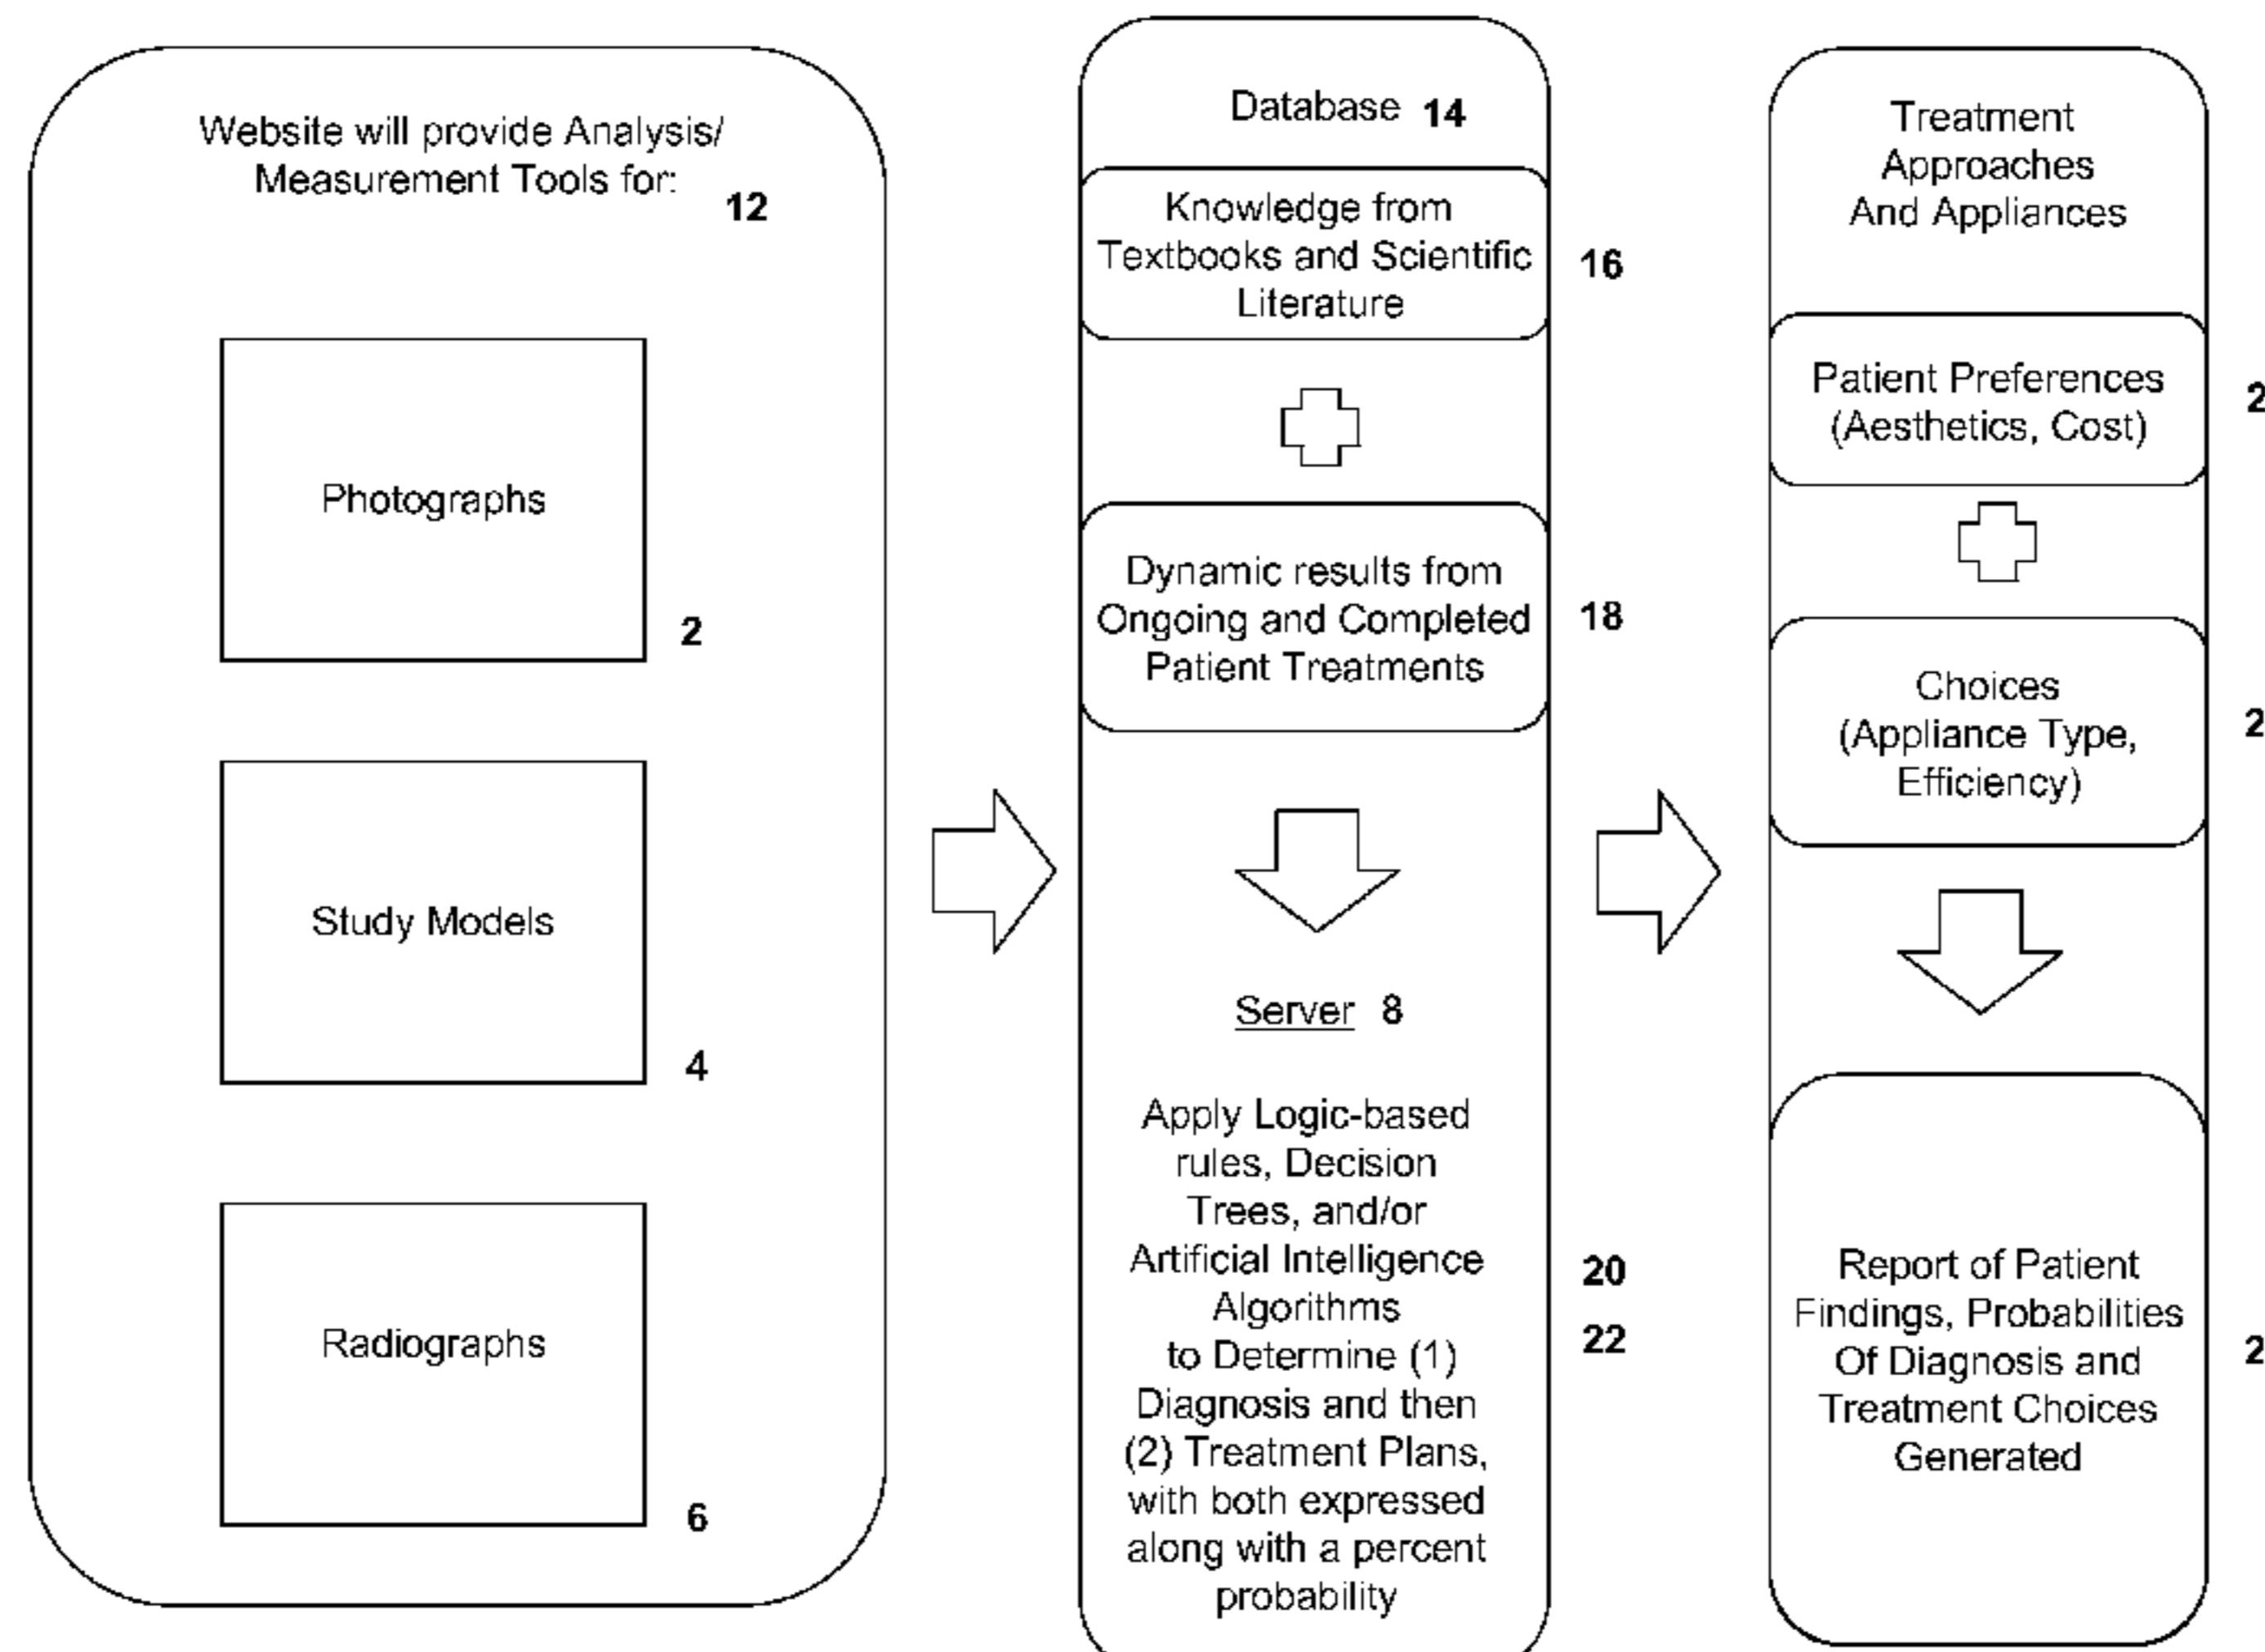 Website will provide Analysis/
Measurement Tools for:
12
Photographs
2
Study Models
4
Radiographs
6
Database 14
Knowledge from
Textbooks and Scientific
Literature
16
Dynamic results from
Ongoing and Completed
Patient Treatments
18
Server 8
Apply Logic-based
rules, Decision
Trees, and/or
Artificial Intelligence
Algorithms
to Determine (1)
Diagnosis and then
(2) Treatment Plans,
with both expressed
along with a percent
probability
20
22
Treatment
Approaches
And Appliances
Patient Preferences
(Aesthetics, Cost)
2
Choices
(Appliance Type,
Efficiency)
2
Report of Patient
Findings, Probabilities
Of Diagnosis and
Treatment Choices
Generated
2